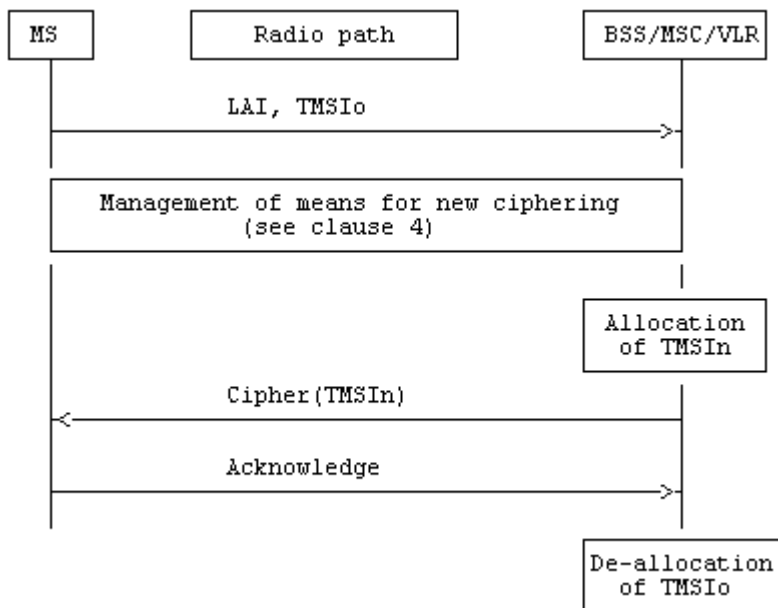 MS
Radio path
BSS/MSC/VLR
LAI, TMSIo
Management of means for new ciphering
(see clause 4)
Allocation
of TMSIn
Cipher(TMSIn)
Acknowledge
De-allocation
of TMSIo